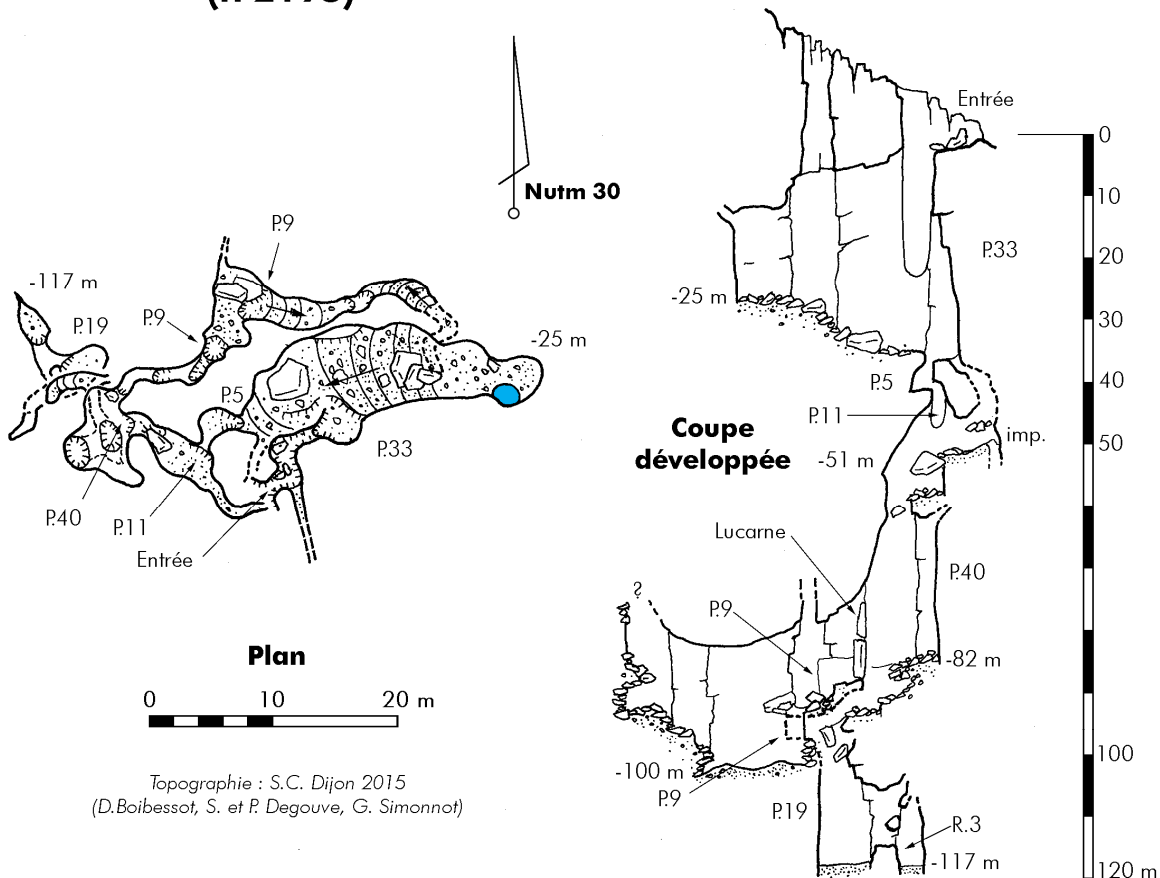 Nutm 30
P.9
-117 m
P.19
P.9
-25 m
P.5
P.33
P.40
P.11
Entrée
Plan
0 10 20 m
Topographie : S.C. Dijon 2015
(D.Boibessot, S. et P. Degouve, G. Simonnot)
Entrée
0
10
20
30
40
50
100
120 m
P.33
-25 m
P.5
P.11
imp.
Coupe
développée
-51 m
Lucarne
P.40
?
P.9
-82 m
-100 m
P.9
P.19
R.3
-117 m